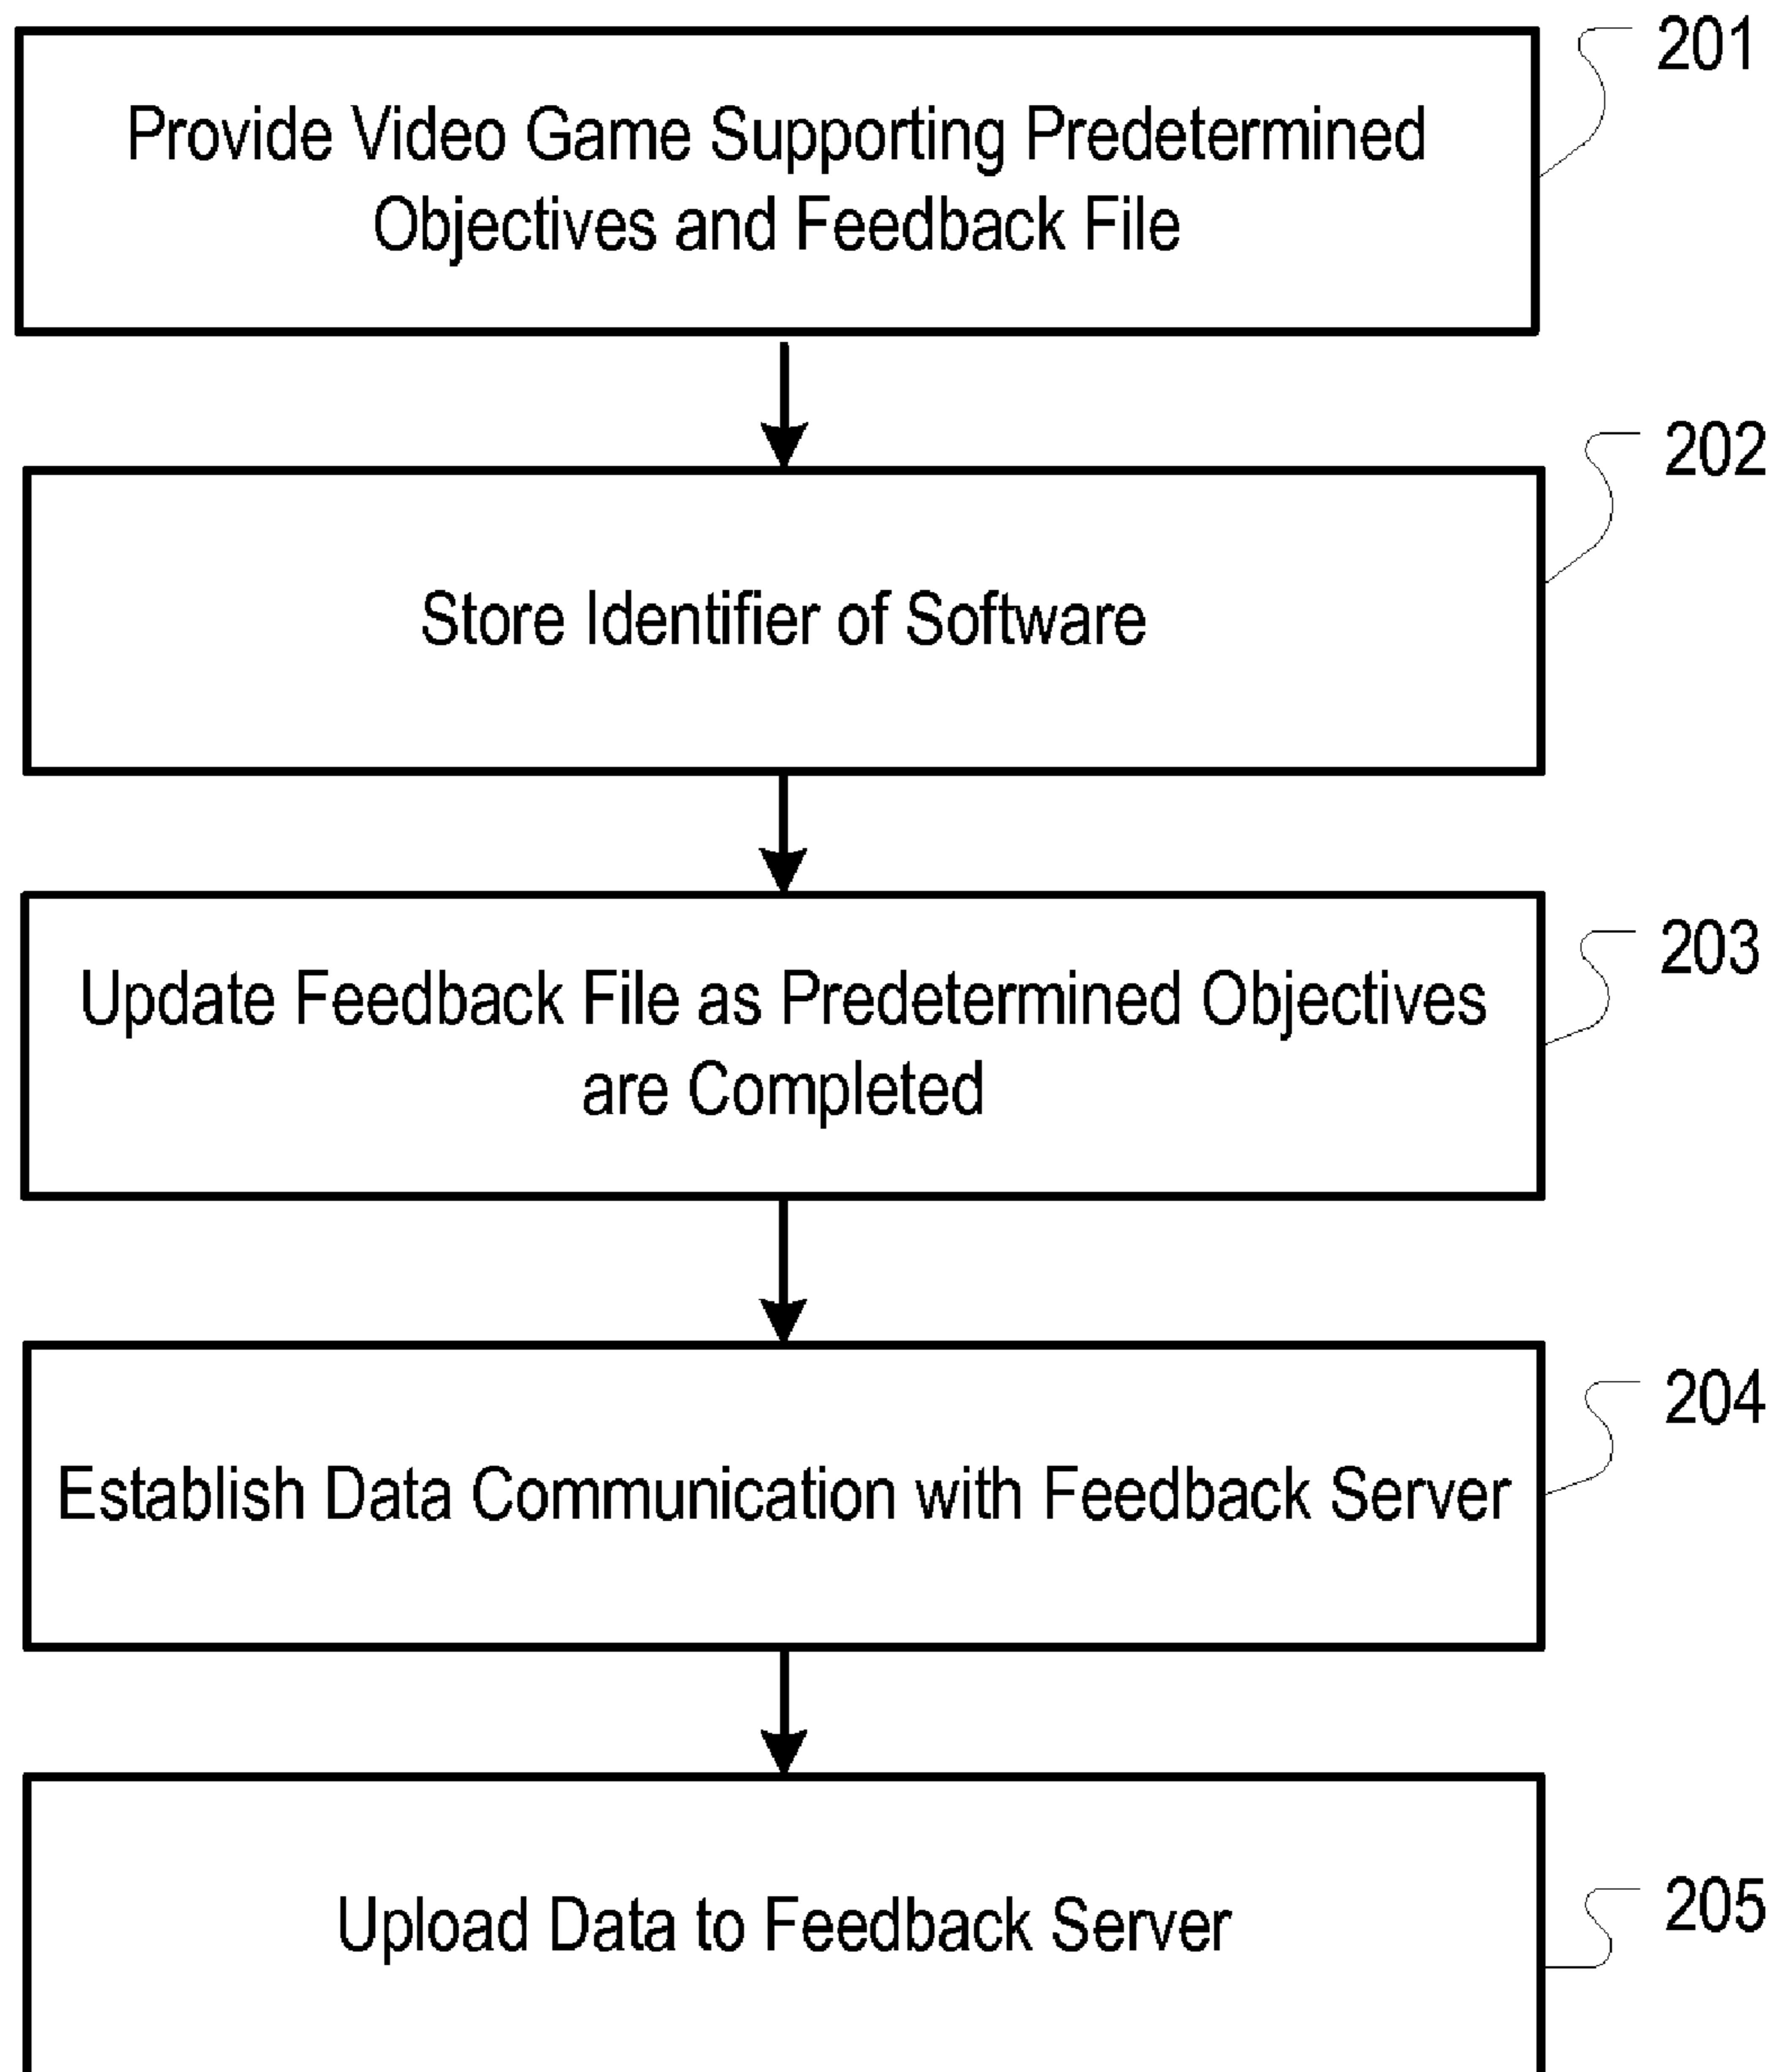 201
Provide Video Game Supporting Predetermined
Objectives and Feedback File
202
Store Identifier of Software
203
Update Feedback File as Predetermined Objectives
are Completed
204
Establish Data Communication with Feedback Server
205
Upload Data to Feedback Server